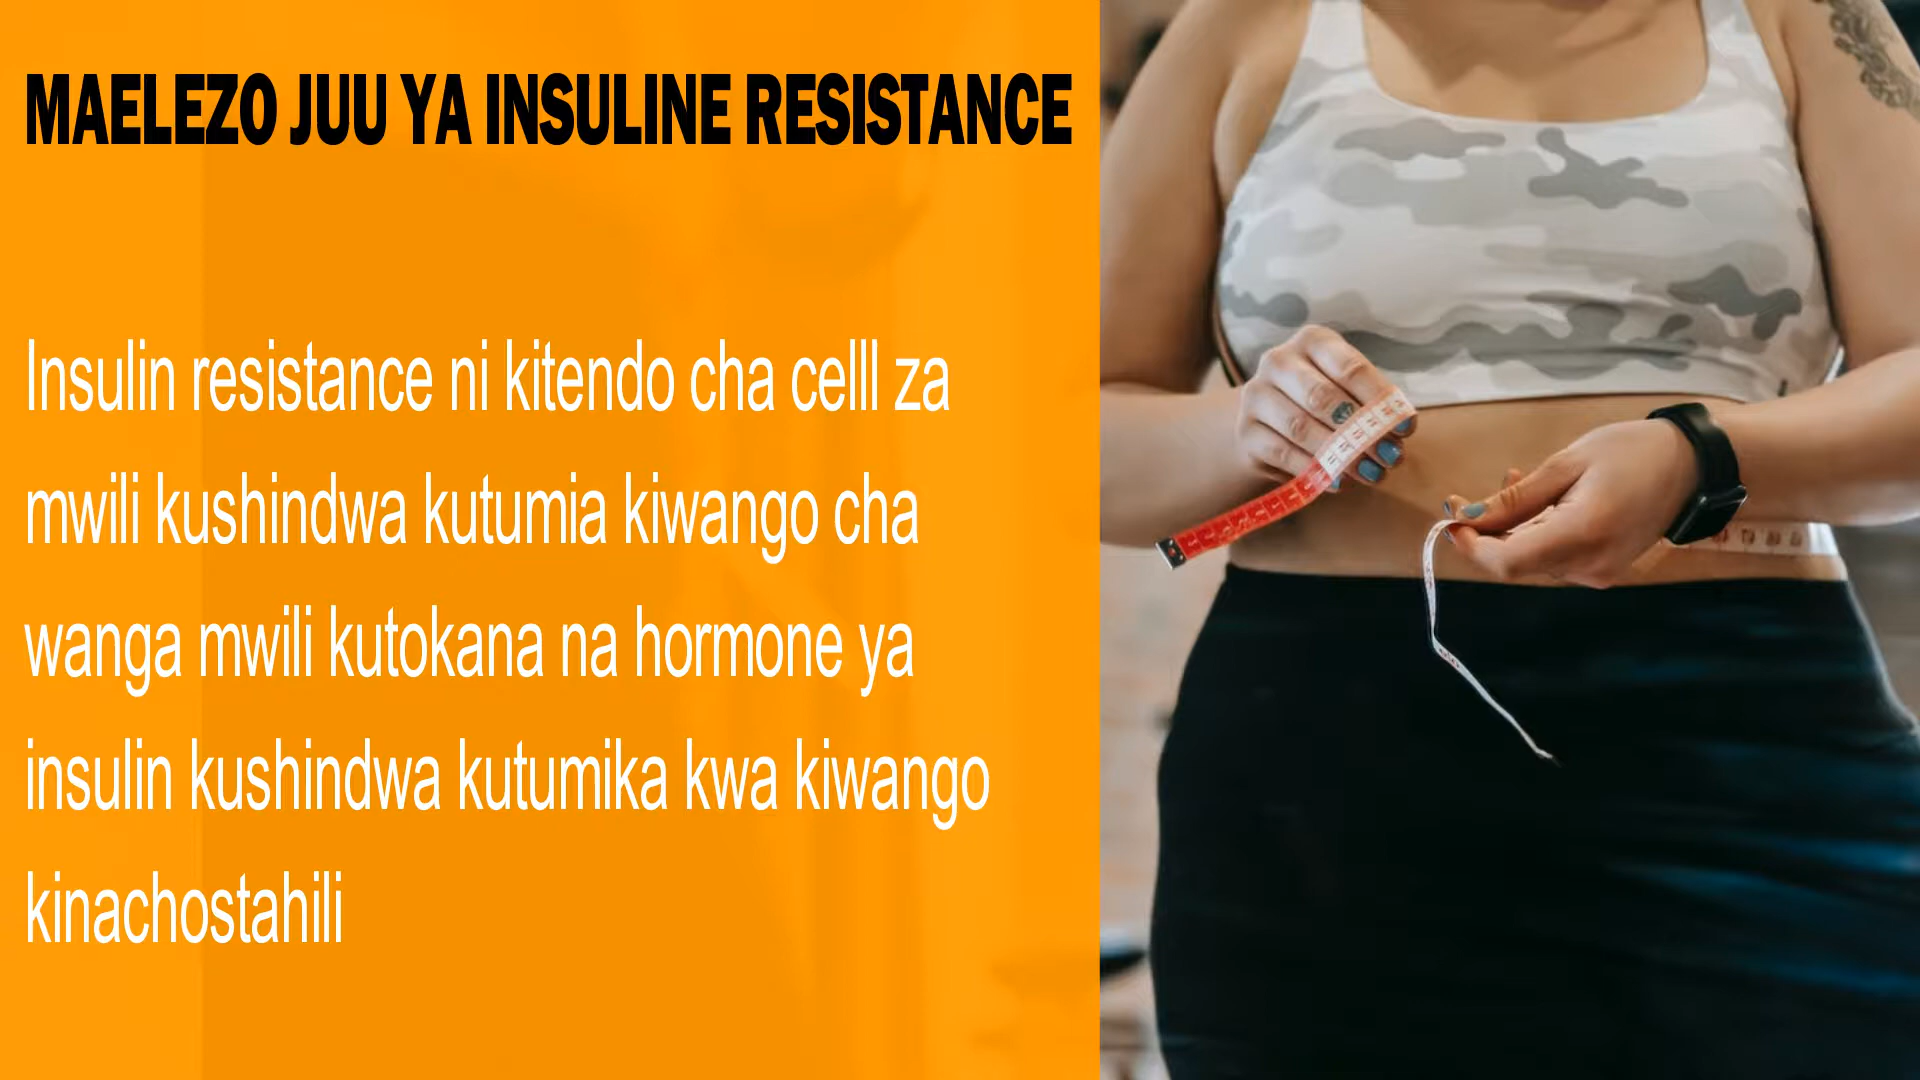 MAELEZO JUU YA INSULINE RESISTANCE
Insulin resistance ni kitendo cha celll za
mwili kushindwa kutumia kiwango cha
wanga mwili kutokana na hormone ya
insulin kushindwa kutumika kwa kiwango
kinachostahili